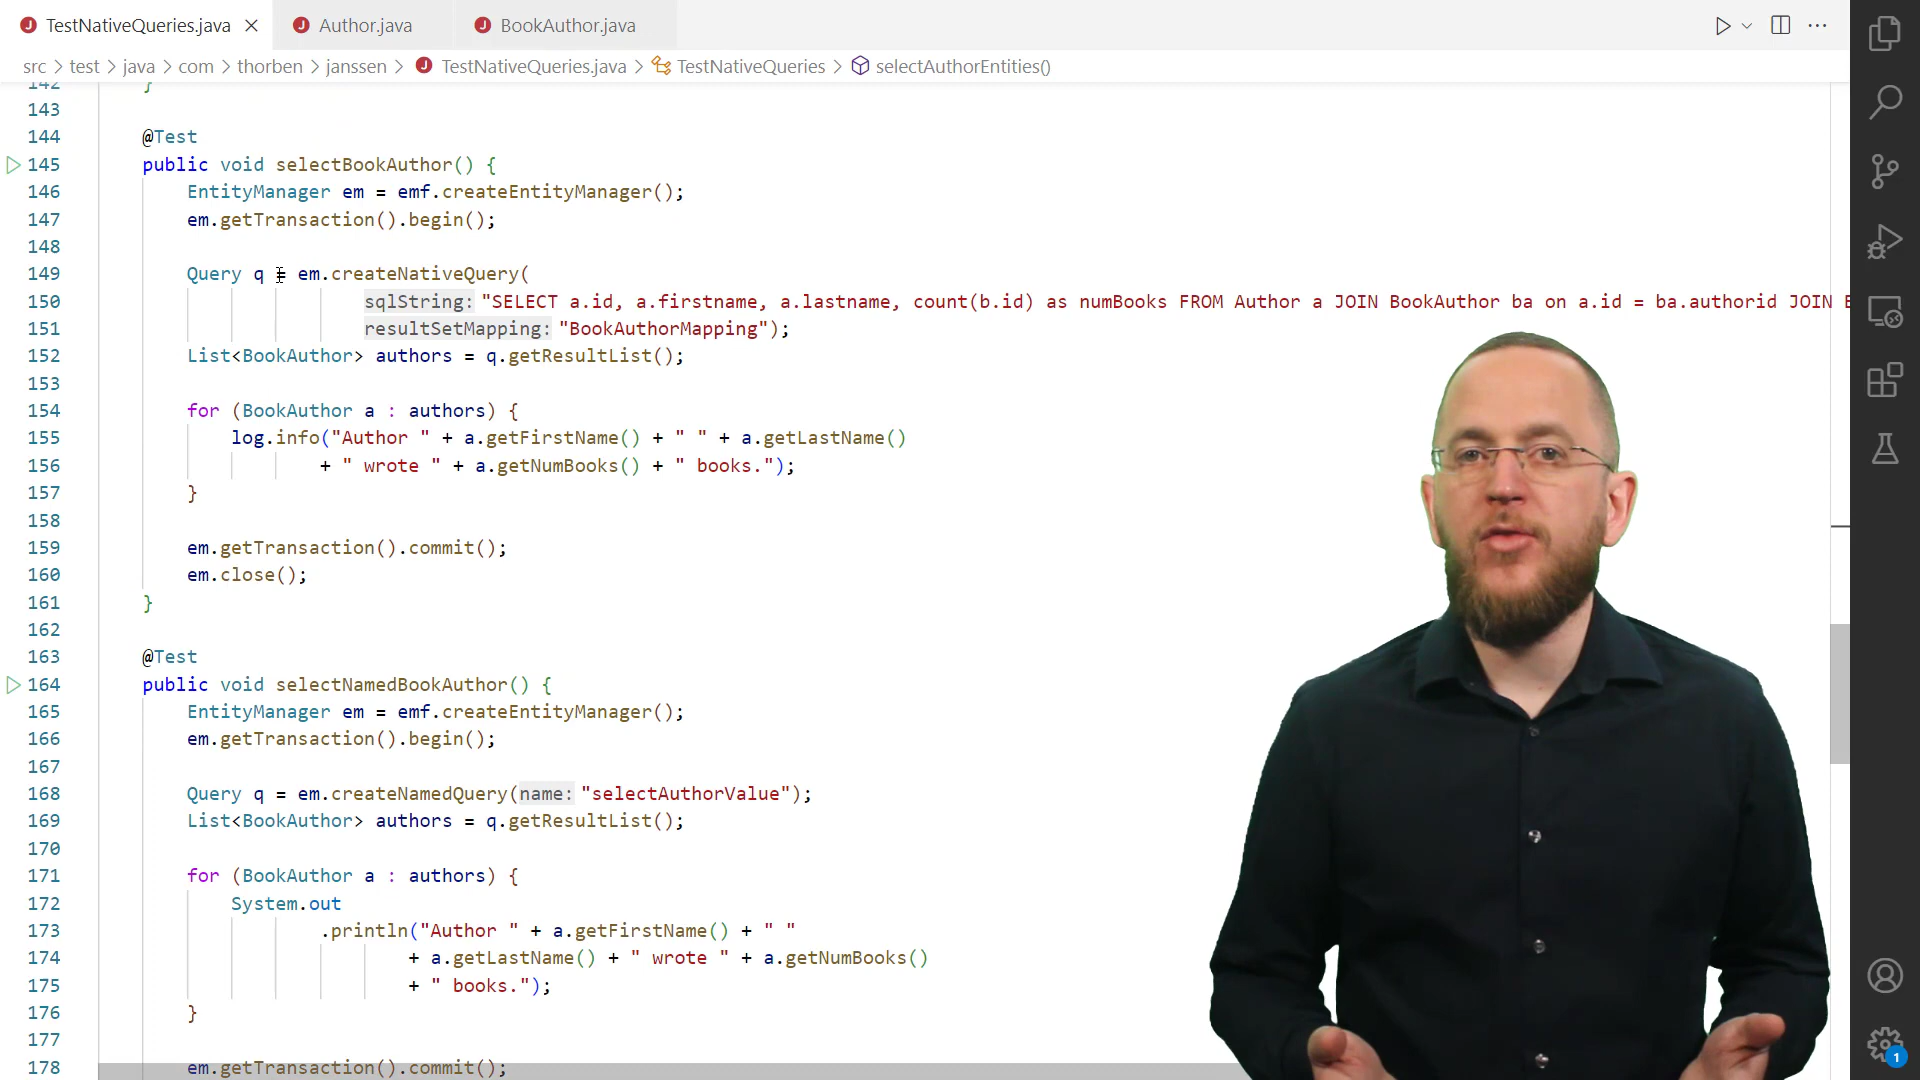 TestNativeQueries.java
Author.java
BookAuthor.java
src > test > java > com > thorben > janssen > TestNativeQueries.java > TestNativeQueries > selectAuthorEntities()
142 }
143
144 @Test
145 public void selectBookAuthor() {
146 EntityManager em = emf.createEntityManager();
147 em.getTransaction().begin();
148
149 Query q = em.createNativeQuery(
150 sqlString: "SELECT a.id, a.firstname, a.lastname, count(b.id) as numBooks FROM Author a JOIN BookAuthor ba on a.id = ba.authorid JOIN
151 resultSetMapping: "BookAuthorMapping");
152 List<BookAuthor> authors = q.getResultList();
153
154 for (BookAuthor a : authors) {
155 log.info("Author " + a.getFirstName() + " " + a.getLastName()
156 + " wrote " + a.getNumBooks() + " books.");
157 }
158
159 em.getTransaction().commit();
160 em.close();
161 }
162
163 @Test
164 public void selectNamedBookAuthor() {
165 EntityManager em = emf.createEntityManager();
166 em.getTransaction().begin();
167
168 Query q = em.createNamedQuery(name: "selectAuthorValue");
169 List<BookAuthor> authors = q.getResultList();
170
171 for (BookAuthor a : authors) {
172 System.out
173 .println("Author " + a.getFirstName() + " "
174 + a.getLastName() + " wrote " + a.getNumBooks()
175 + " books.");
176 }
177
178 em.getTransaction().commit();
1